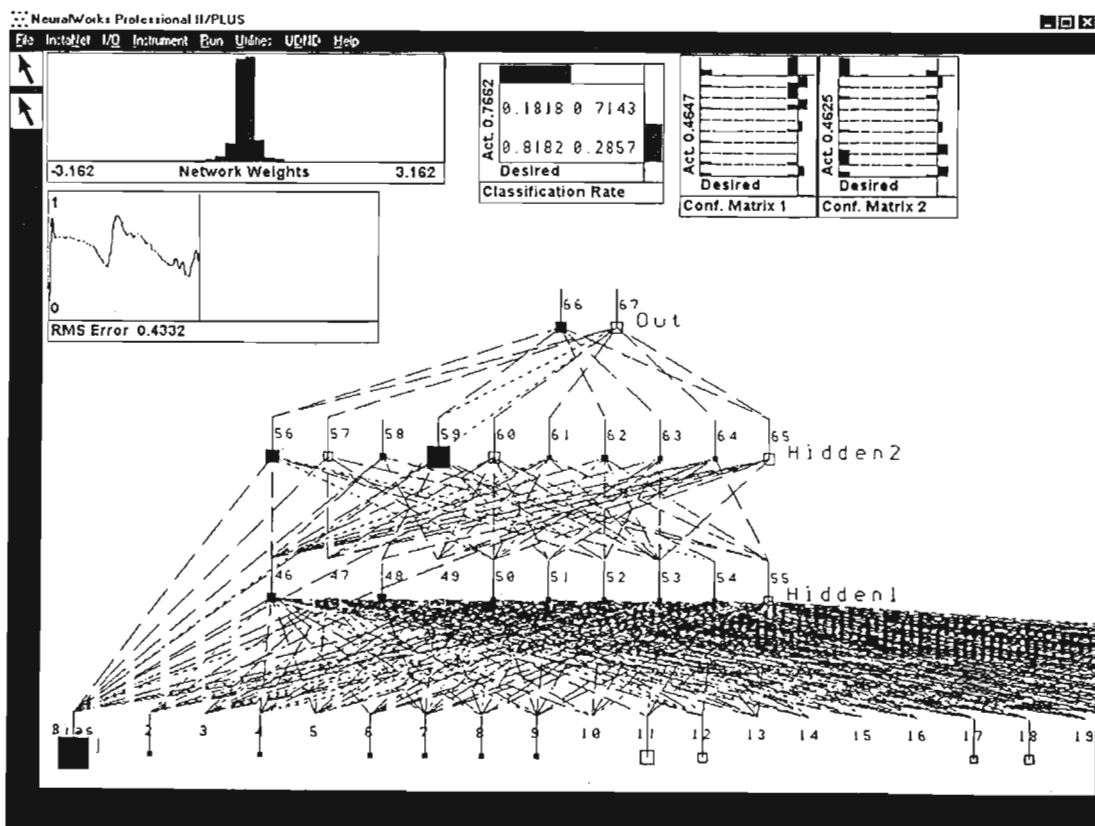 NeuralWorks Professional II/PLUS
File InstaNet I/O Instrument Run Utilities UDND Help
-3.162 Network Weights 3.162
1
0
RMS Error 0.4332
Act. 0.7662
0.1818 0.7143
0.8182 0.2857
Desired
Classification Rate
Act. 0.4647
Desired
Conf. Matrix 1
Act. 0.4625
Desired
Conf. Matrix 2
66 67
Out
56 57 58 59 60 61 62 63 64 65
Hidden2
46 47 48 49 50 51 52 53 54 55
Hidden1
Bias 2 3 4 5 6 7 8 9 10 11 12 13 14 15 16 17 18 19